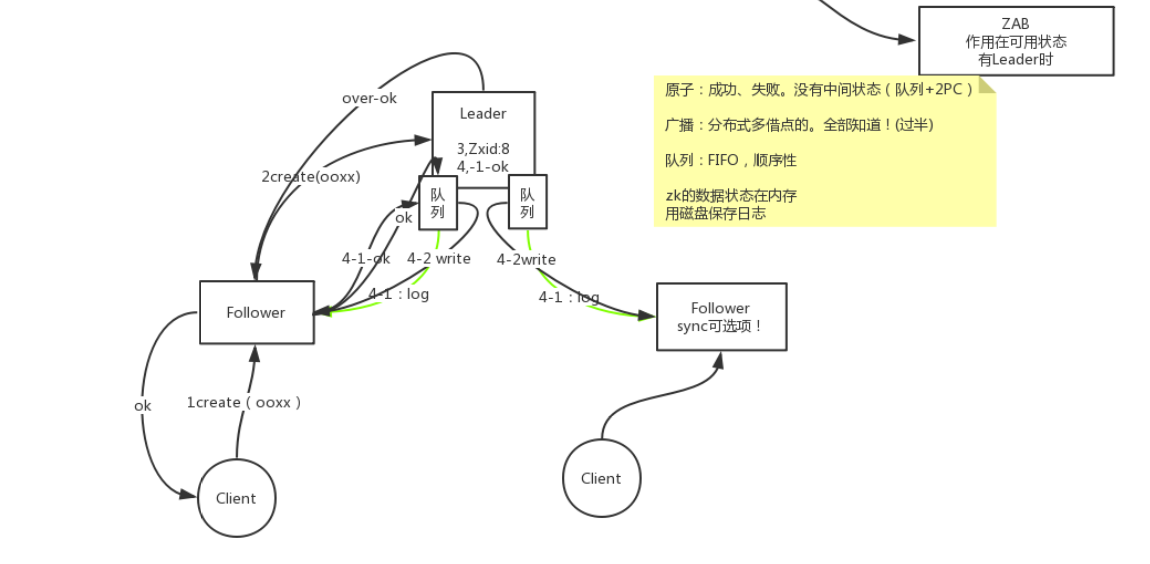 ZAB
作用在可用状态
有Leader时
原子：成功、失败。没有中间状态（队列+2PC）
广播：分布式多借点的。全部知道！(过半)
队列：FIFO，顺序性
zk的数据状态在内存
用磁盘保存日志
over-ok
Leader
3,Zxid:8
4,-1-ok
2create(ooxx)
队列
队列
ok
4-1-ok
4-2 write
4-2write
4-1：log
4-1：log
Follower
Follower
sync可选项！
ok
1create（ooxx）
Client
Client